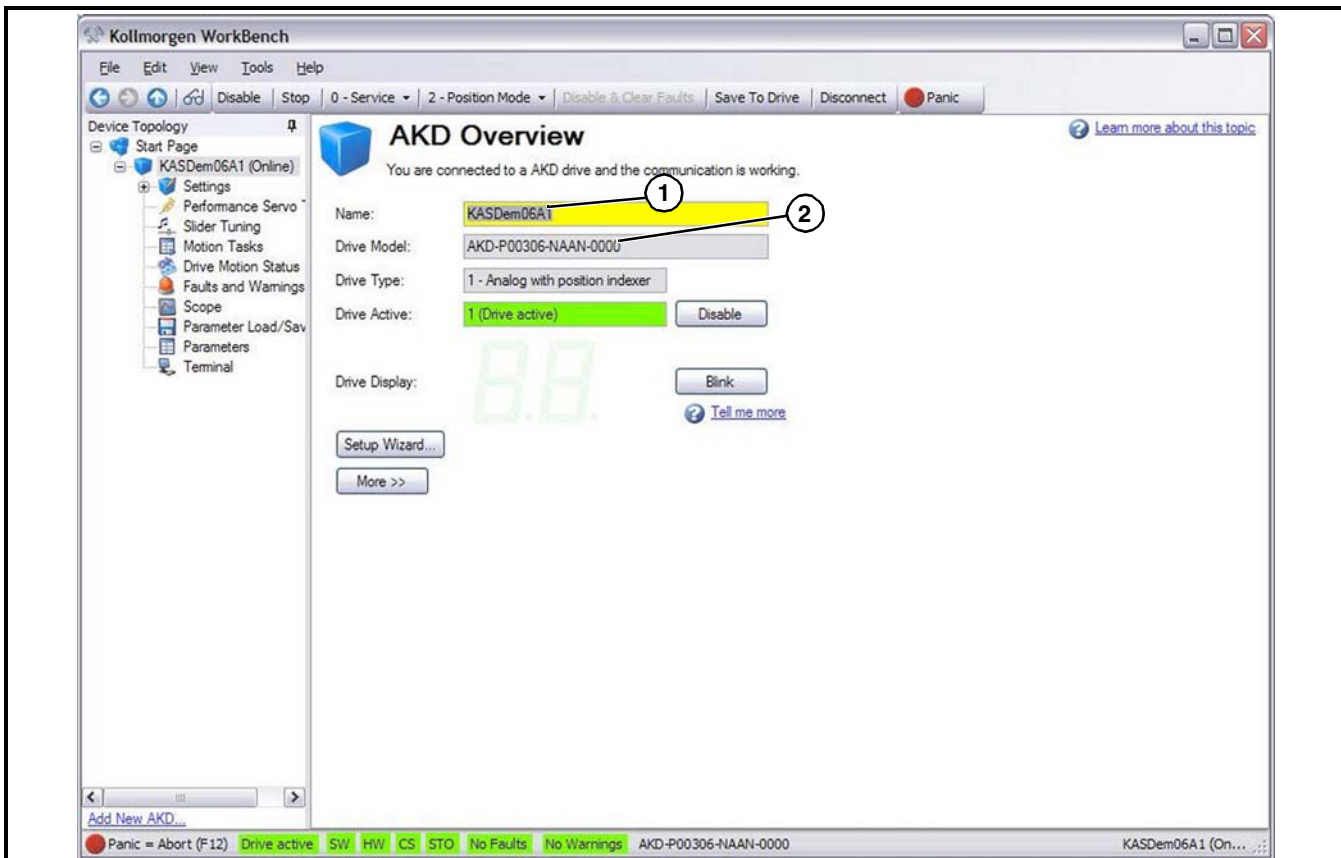 Kollmorgen WorkBench
File Edit View Tools Help
Disable Stop 0 - Service 2 - Position Mode Disable & Clear Faults Save To Drive Disconnect Panic
Device Topology
Start Page
KASDem06A1 (Online)
Settings
Performance Servo
Slider Tuning
Motion Tasks
Drive Motion Status
Faults and Warnings
Scope
Parameter Load/Sav
Parameters
Terminal
Add New AKD...
AKD Overview
Learn more about this topic
You are connected to a AKD drive and the communication is working.
1
Name: KASDem06A1
2
Drive Model: AKD-P00306-NAAN-0000
Drive Type: 1 - Analog with position indexer
Drive Active: 1 (Drive active) Disable
Drive Display: 8.8. Blink
Tell me more
Setup Wizard...
More >>
Panic = Abort (F12) Drive active SW HW CS STO No Faults No Warnings AKD-P00306-NAAN-0000 KASDem06A1 (On...